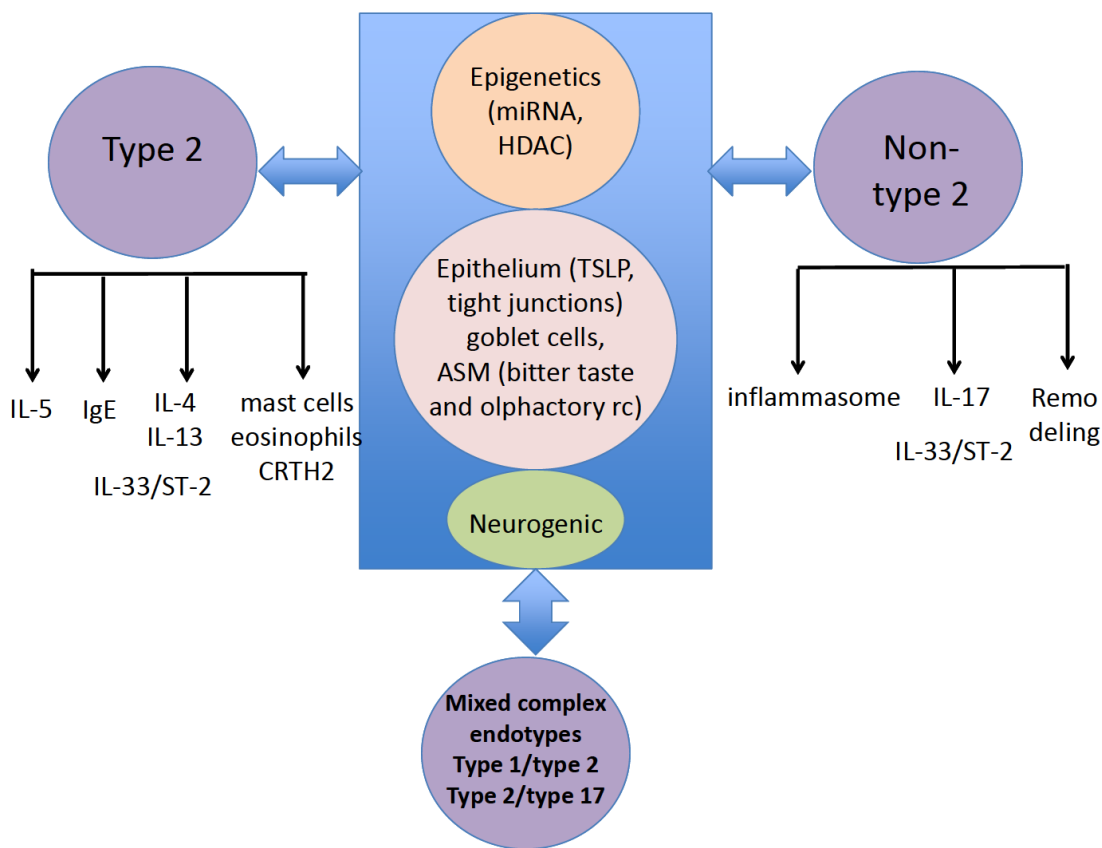 Type 2
Epigenetics
(miRNA,
HDAC)
Non-
type 2
Epithelium (TSLP,
tight junctions)
goblet cells,
ASM (bitter taste
and olphactory rc)
Neurogenic
IL-5
IgE
IL-4
IL-13
IL-33/ST-2
mast cells
eosinophils
CRTH2
inflammasome
IL-17
IL-33/ST-2
Remo
deling
Mixed complex
endotypes
Type 1/type 2
Type 2/type 17